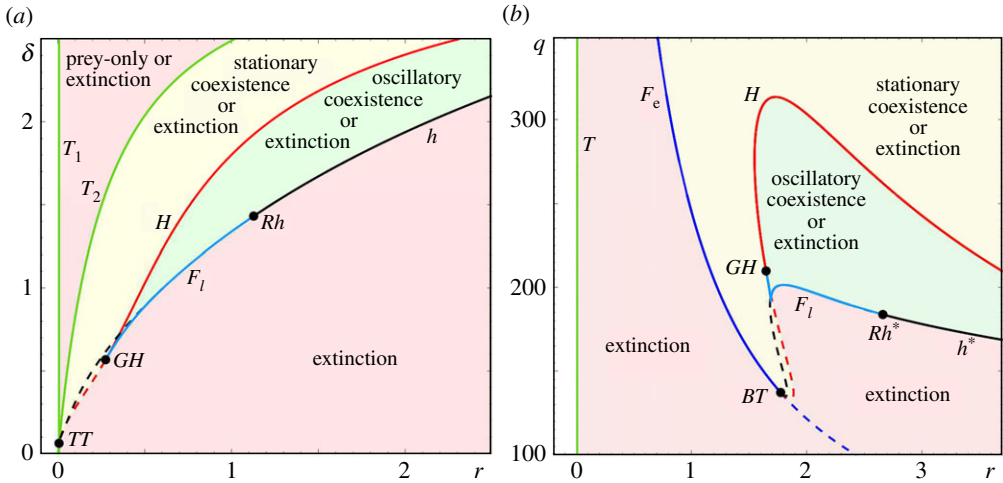 (a)
δ
2
1
0
0
1
2
r
prey-only or
extinction
stationary
coexistence
or
extinction
oscillatory
coexistence
or
extinction
T1
T2
H
h
Rh
Fl
GH
extinction
TT
(b)
q
300
200
100
0
1
2
3
r
Fe
H
stationary
coexistence
or
extinction
T
oscillatory
coexistence
or
extinction
GH
Fl
Rh*
h*
extinction
BT
extinction